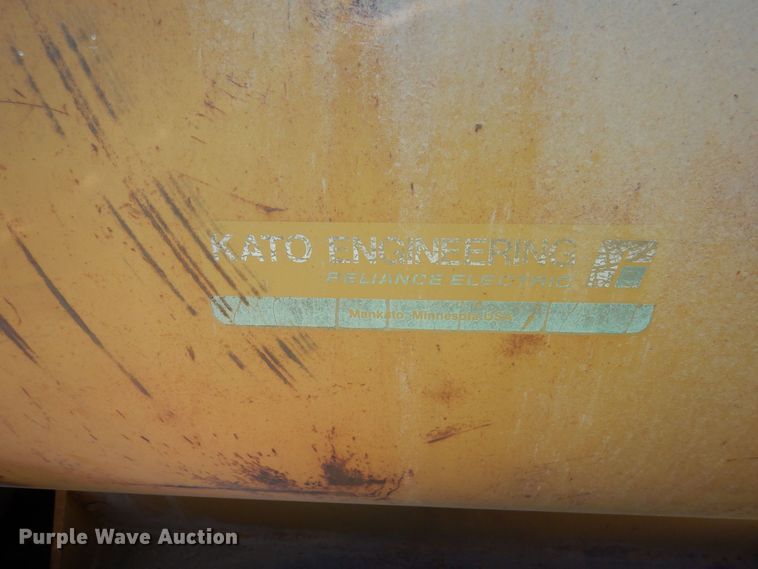 KATO ENGINEERING
RELIANCE ELECTRIC
Mankato, Minnesota USA
Purple Wave Auction